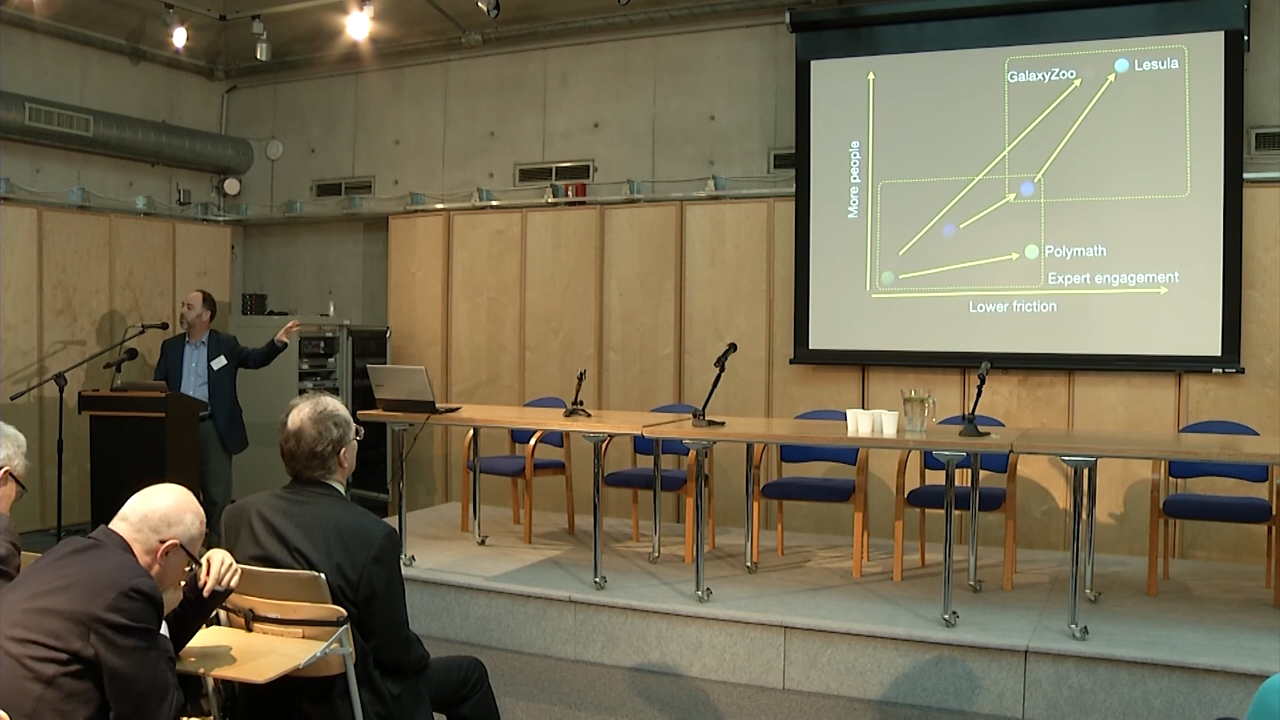 GalaxyZoo
Lesula
More people
Polymath
Expert engagement
Lower friction